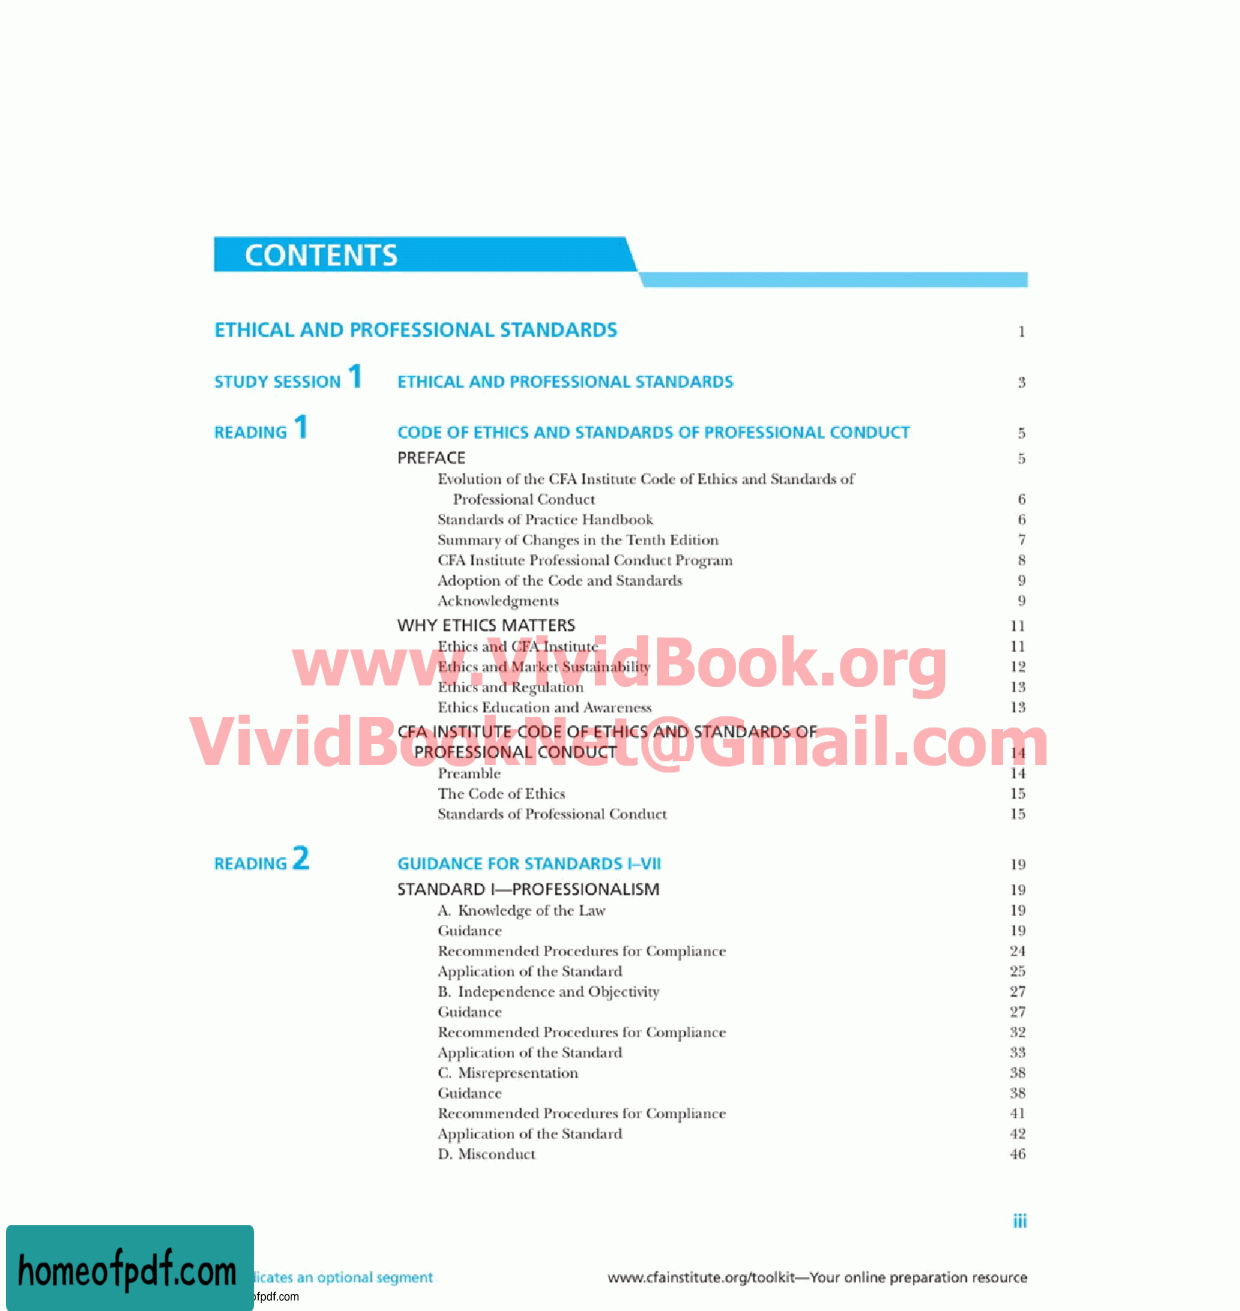 CONTENTS
ETHICAL AND PROFESSIONAL STANDARDS 1
STUDY SESSION 1 ETHICAL AND PROFESSIONAL STANDARDS 3
READING 1 CODE OF ETHICS AND STANDARDS OF PROFESSIONAL CONDUCT 5
PREFACE 5
Evolution of the CFA Institute Code of Ethics and Standards of
Professional Conduct 6
Standards of Practice Handbook 6
Summary of Changes in the Tenth Edition 7
CFA Institute Professional Conduct Program 8
Adoption of the Code and Standards 9
Acknowledgments 9
WHY ETHICS MATTERS 11
Ethics and CFA Institute 11
www.VividBook.org
Ethics and Market Sustainability 12
Ethics and Regulation 13
Ethics Education and Awareness 13
CFA INSTITUTE CODE OF ETHICS AND STANDARDS OF
VividBookNet@Gmail.com
PROFESSIONAL CONDUCT 14
Preamble 14
The Code of Ethics 15
Standards of Professional Conduct 15
READING 2 GUIDANCE FOR STANDARDS I–VII 19
STANDARD I—PROFESSIONALISM 19
A. Knowledge of the Law 19
Guidance 19
Recommended Procedures for Compliance 24
Application of the Standard 25
B. Independence and Objectivity 27
Guidance 27
Recommended Procedures for Compliance 32
Application of the Standard 33
C. Misrepresentation 38
Guidance 38
Recommended Procedures for Compliance 41
Application of the Standard 42
D. Misconduct 46
iii
homeofpdf.com
an optional segment www.cfainstitute.org/toolkit—Your online preparation resource